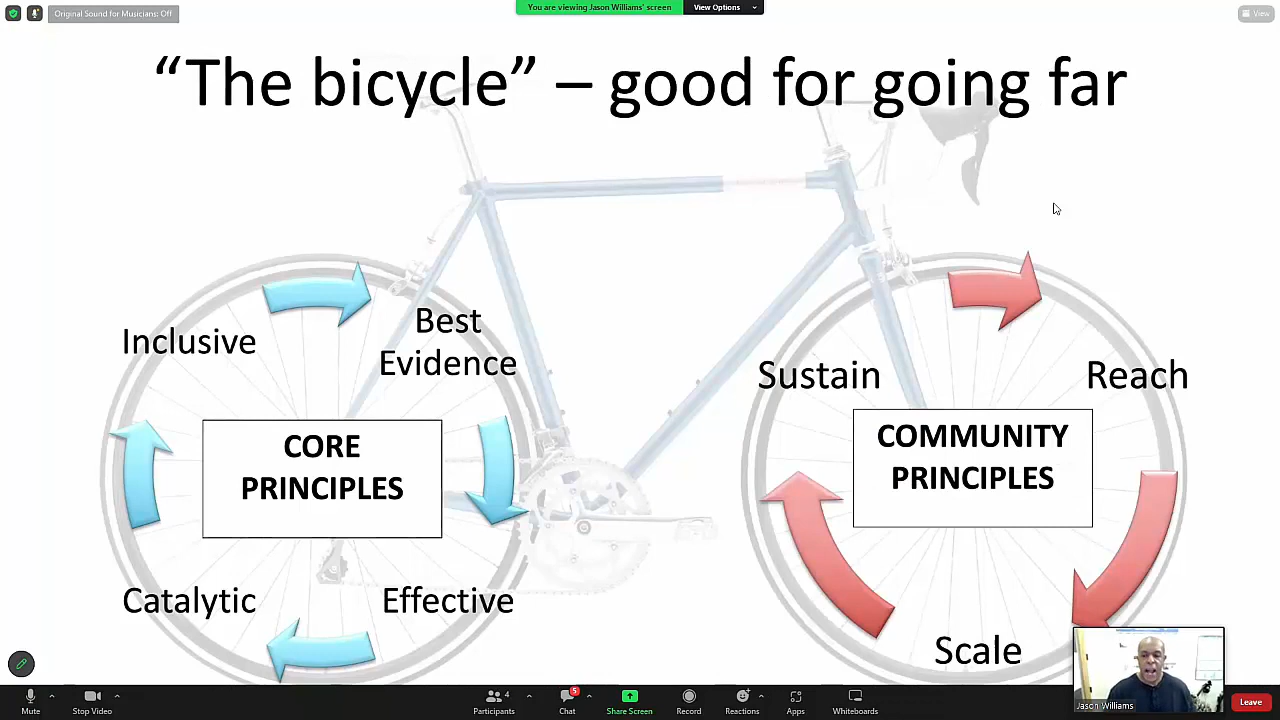 Original Sound for Musicians: Off
You are viewing Jason Williams' screen
View Options
View
“The bicycle” – good for going far
Inclusive
Best
Evidence
CORE
PRINCIPLES
Catalytic
Effective
Sustain
Reach
COMMUNITY
PRINCIPLES
Scale
Jason Williams
Mute
Stop Video
Participants
4
Chat
5
Share Screen
Record
Reactions
Apps
Whiteboards
Leave